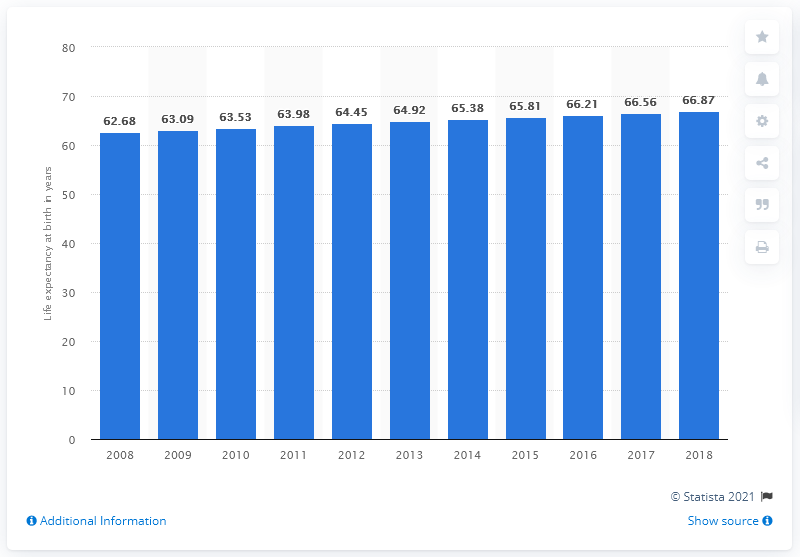 80
70
60
50
40
30
20
10
0
Life expectancy at birth in years
62.68 63.09 63.53 63.98 64.45 64.92 65.38 65.81 66.21 66.56 66.87
2008 2009 2010 2011 2012 2013 2014 2015 2016 2017 2018
© Statista 2021
Additional Information Show source